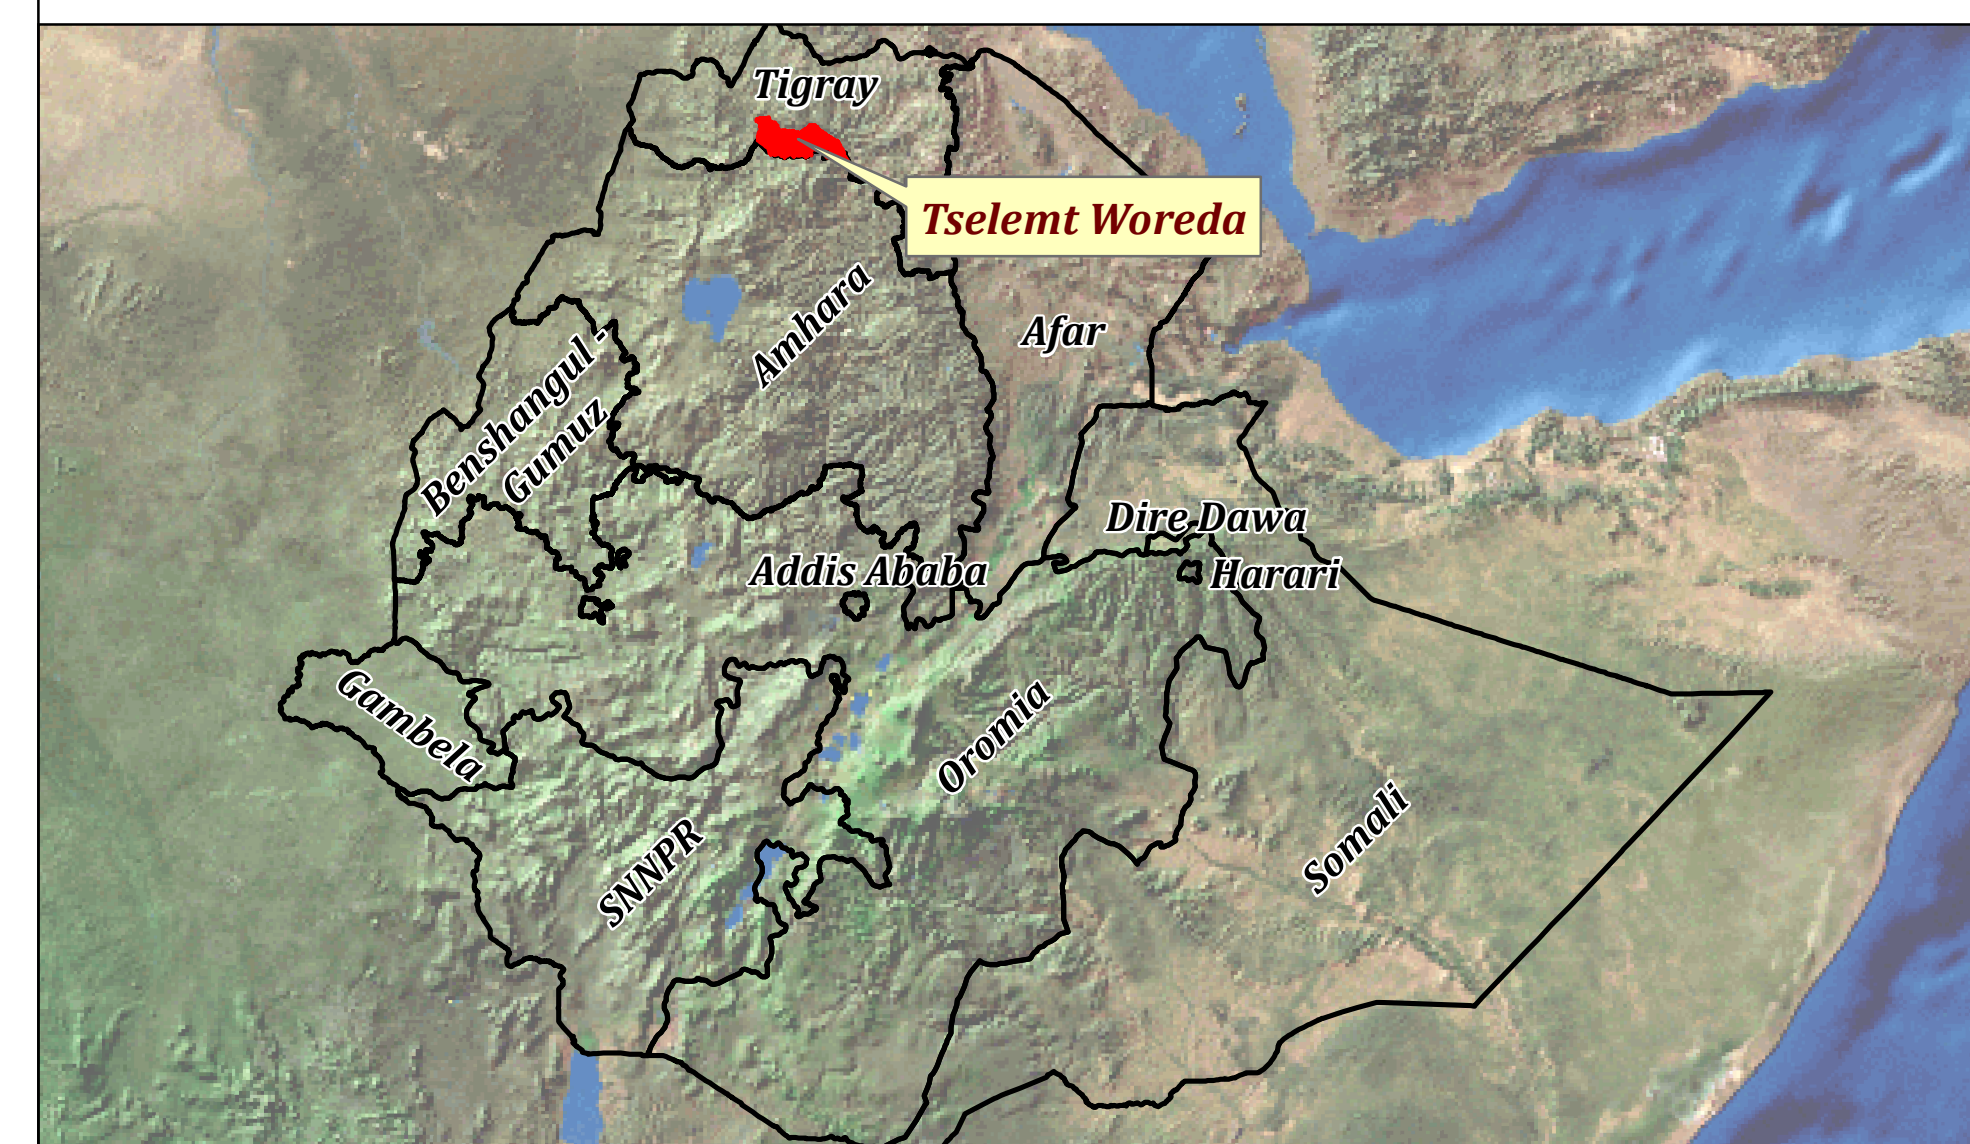 Tigray
Tselemt Woreda
Amhara
Afar
Benshangul -
Gumuz
Dire Dawa
Addis Ababa
Harari
Gambela
Oromia
SNNPR
Somali